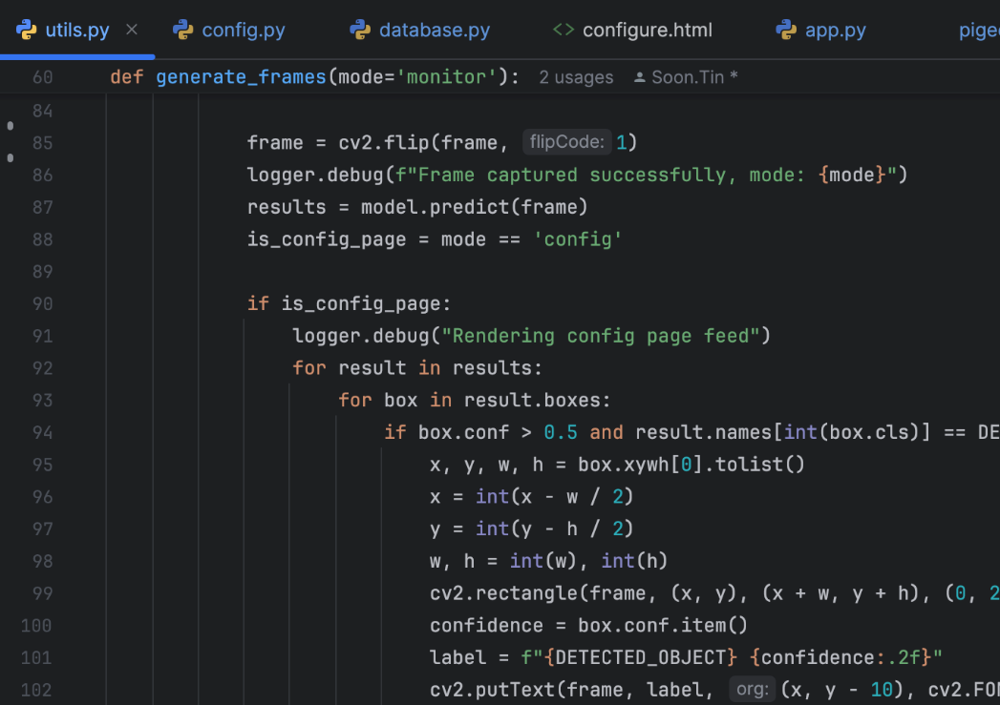 utils.py × config.py database.py <> configure.html app.py pige
60 def generate_frames(mode='monitor'): 2 usages Soon.Tin *
84
85 frame = cv2.flip(frame, flipCode: 1)
86 logger.debug(f"Frame captured successfully, mode: {mode}")
87 results = model.predict(frame)
88 is_config_page = mode == 'config'
89
90 if is_config_page:
91 logger.debug("Rendering config page feed")
92 for result in results:
93 for box in result.boxes:
94 if box.conf > 0.5 and result.names[int(box.cls)] == DE
95 x, y, w, h = box.xywh[0].tolist()
96 x = int(x - w / 2)
97 y = int(y - h / 2)
98 w, h = int(w), int(h)
99 cv2.rectangle(frame, (x, y), (x + w, y + h), (0, 2
100 confidence = box.conf.item()
101 label = f"{DETECTED_OBJECT} {confidence:.2f}"
102 cv2.putText(frame, label, org: (x, y - 10), cv2.FON